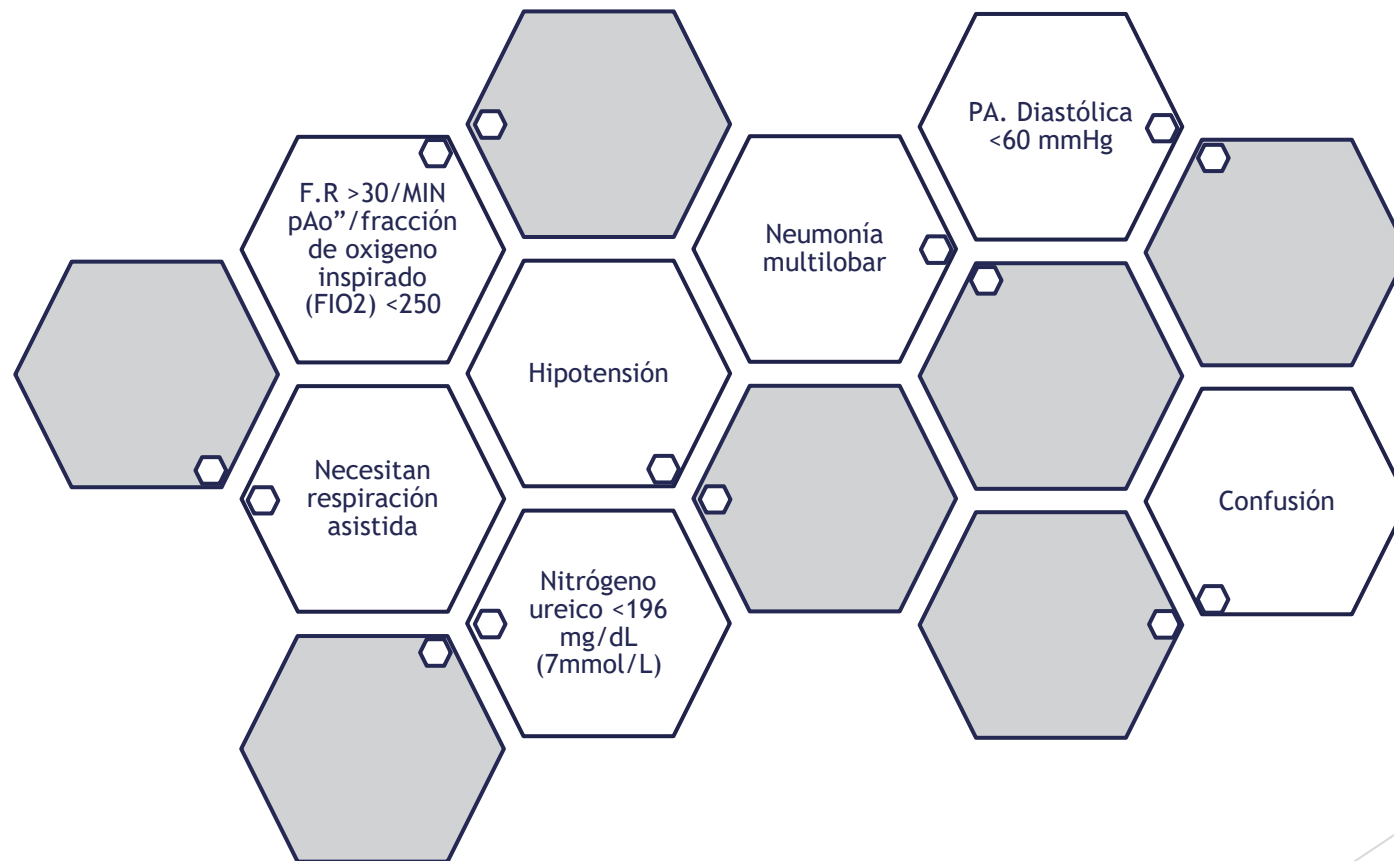 PA. Diastólica
<60 mmHg
F.R >30/MIN
pAo”/fracción
de oxigeno
inspirado
(FIO2) <250
Neumonía
multilobar
Hipotensión
Necesitan
respiración
asistida
Confusión
Nitrógeno
ureico <196
mg/dL
(7mmol/L)